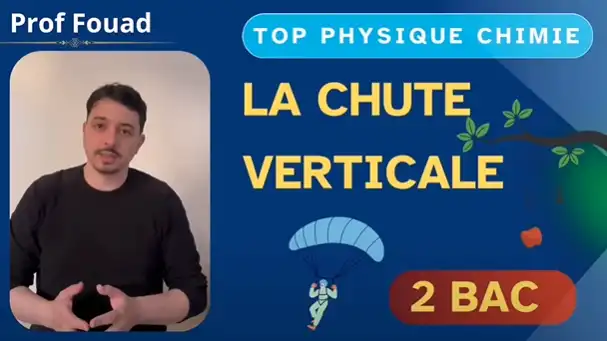 Prof Fouad
TOP PHYSIQUE CHIMIE
LA CHUTE
VERTICALE
2 BAC